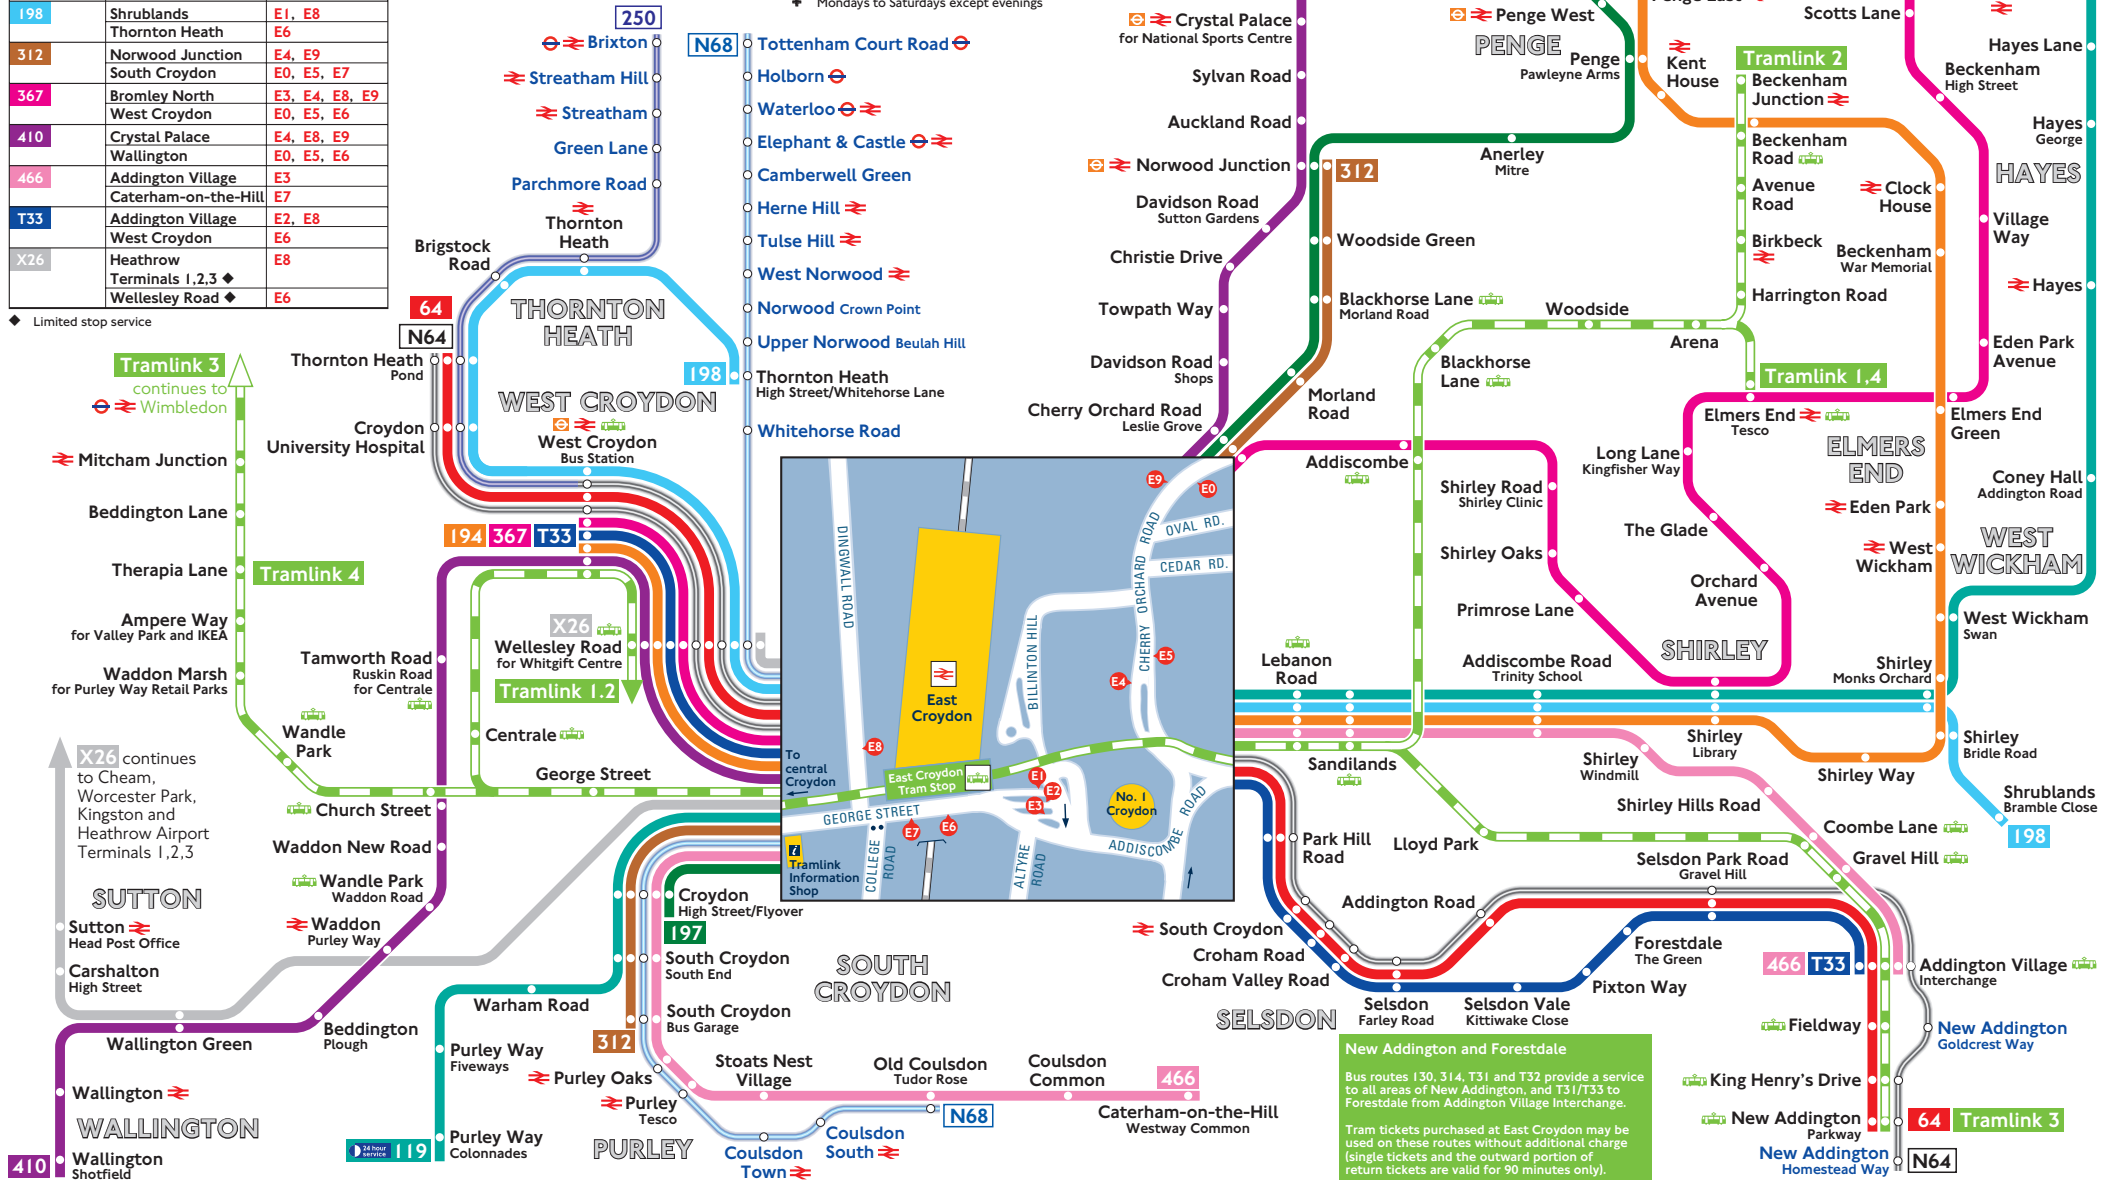 198 Shrublands E1, E8
Thornton Heath E6
312 Norwood Junction E4, E9
South Croydon E0, E5, E7
367 Bromley North E3, E4, E8, E9
West Croydon E0, E5, E6
410 Crystal Palace E4, E8, E9
Wallington E0, E5, E6
466 Addington Village E3
Caterham-on-the-Hill E7
T33 Addington Village E2, E8
West Croydon E6
X26 Heathrow E8
Terminals 1,2,3 ◆
Wellesley Road ◆ E6
◆ Limited stop service
Mondays to Saturdays except evenings
250
Brixton
Streatham Hill
Streatham
Green Lane
Parchmore Road
Thornton
Heath
Brigstock
Road
64
N64
Thornton Heath
Pond
Croydon
University Hospital
THORNTON
HEATH
198
WEST CROYDON
West Croydon
Bus Station
194 367 T33
N68
Tottenham Court Road
Holborn
Waterloo
Elephant & Castle
Camberwell Green
Herne Hill
Tulse Hill
West Norwood
Norwood Crown Point
Upper Norwood Beulah Hill
Thornton Heath
High Street/Whitehorse Lane
Whitehorse Road
Tramlink 3
continues to
Wimbledon
Mitcham Junction
Beddington Lane
Therapia Lane
Tramlink 4
Ampere Way
for Valley Park and IKEA
Waddon Marsh
for Purley Way Retail Parks
Wandle
Park
Tamworth Road
Ruskin Road
for Centrale
X26
Wellesley Road
for Whitgift Centre
Tramlink 1.2
Centrale
George Street
Church Street
Waddon New Road
Wandle Park
Waddon Road
Waddon
Purley Way
X26 continues
to Cheam,
Worcester Park,
Kingston and
Heathrow Airport
Terminals 1,2,3
SUTTON
Sutton
Head Post Office
Carshalton
High Street
Wallington Green
Beddington
Plough
Wallington
WALLINGTON
410
Wallington
Shotfield
Warham Road
Purley Way
Fiveways
24 hour
service
119
Purley Way
Colonnades
Croydon
High Street/Flyover
197
South Croydon
South End
South Croydon
Bus Garage
312
SOUTH
CROYDON
Purley Oaks
Purley
Tesco
PURLEY
Stoats Nest
Village
Old Coulsdon
Tudor Rose
Coulsdon
Common
466
Caterham-on-the-Hill
Westway Common
N68
Coulsdon
South
Coulsdon
Town
Crystal Palace
for National Sports Centre
Sylvan Road
Auckland Road
Norwood Junction
312
Davidson Road
Sutton Gardens
Christie Drive
Towpath Way
Davidson Road
Shops
Cherry Orchard Road
Leslie Grove
Woodside Green
Blackhorse Lane
Morland Road
Morland
Road
Penge West
PENGE
Penge
Pawleyne Arms
Anerley
Mitre
Kent
House
Tramlink 2
Beckenham
Junction
Beckenham
Road
Avenue
Road
Birkbeck
Harrington Road
Woodside
Arena
Blackhorse
Lane
Tramlink 1,4
Elmers End
Tesco
Scotts Lane
Beckenham
High Street
Clock
House
Beckenham
War Memorial
Village
Way
Eden Park
Avenue
Elmers End
Green
ELMERS
END
Eden Park
West
Wickham
Hayes Lane
Hayes
George
HAYES
Hayes
Coney Hall
Addington Road
WEST
WICKHAM
West Wickham
Swan
Addiscombe
Shirley Road
Shirley Clinic
Shirley Oaks
Primrose Lane
Long Lane
Kingfisher Way
The Glade
Orchard
Avenue
SHIRLEY
Shirley
Monks Orchard
Lebanon
Road
Addiscombe Road
Trinity School
Sandilands
Shirley
Library
Shirley
Windmill
Shirley Way
Shirley
Bridle Road
Shrublands
Bramble Close
198
Shirley Hills Road
Coombe Lane
Gravel Hill
Lloyd Park
Selsdon Park Road
Gravel Hill
Park Hill
Road
Addington Road
South Croydon
Croham Road
Croham Valley Road
SELSDON
Selsdon
Farley Road
Selsdon Vale
Kittiwake Close
Pixton Way
Forestdale
The Green
466 T33
Addington Village
Interchange
Fieldway
New Addington
Goldcrest Way
King Henry's Drive
New Addington
Parkway
64 Tramlink 3
New Addington
Homestead Way
N64
New Addington and Forestdale
Bus routes 130, 314, T31 and T32 provide a service
to all areas of New Addington, and T31/T33 to
Forestdale from Addington Village Interchange.
Tram tickets purchased at East Croydon may be
used on these routes without additional charge
(single tickets and the outward portion of
return tickets are valid for 90 minutes only).
DINGWALL ROAD
East
Croydon
BILLINTON HILL
CHERRY ORCHARD ROAD
OVAL RD.
CEDAR RD.
E9
E0
E5
E4
E8
E1
E2
E3
E7
E6
To
central
Croydon
East Croydon
Tram Stop
GEORGE STREET
No. 1
Croydon
ADDISCOMBE ROAD
COLLEGE ROAD
ALTYRE ROAD
i
Tramlink
Information
Shop